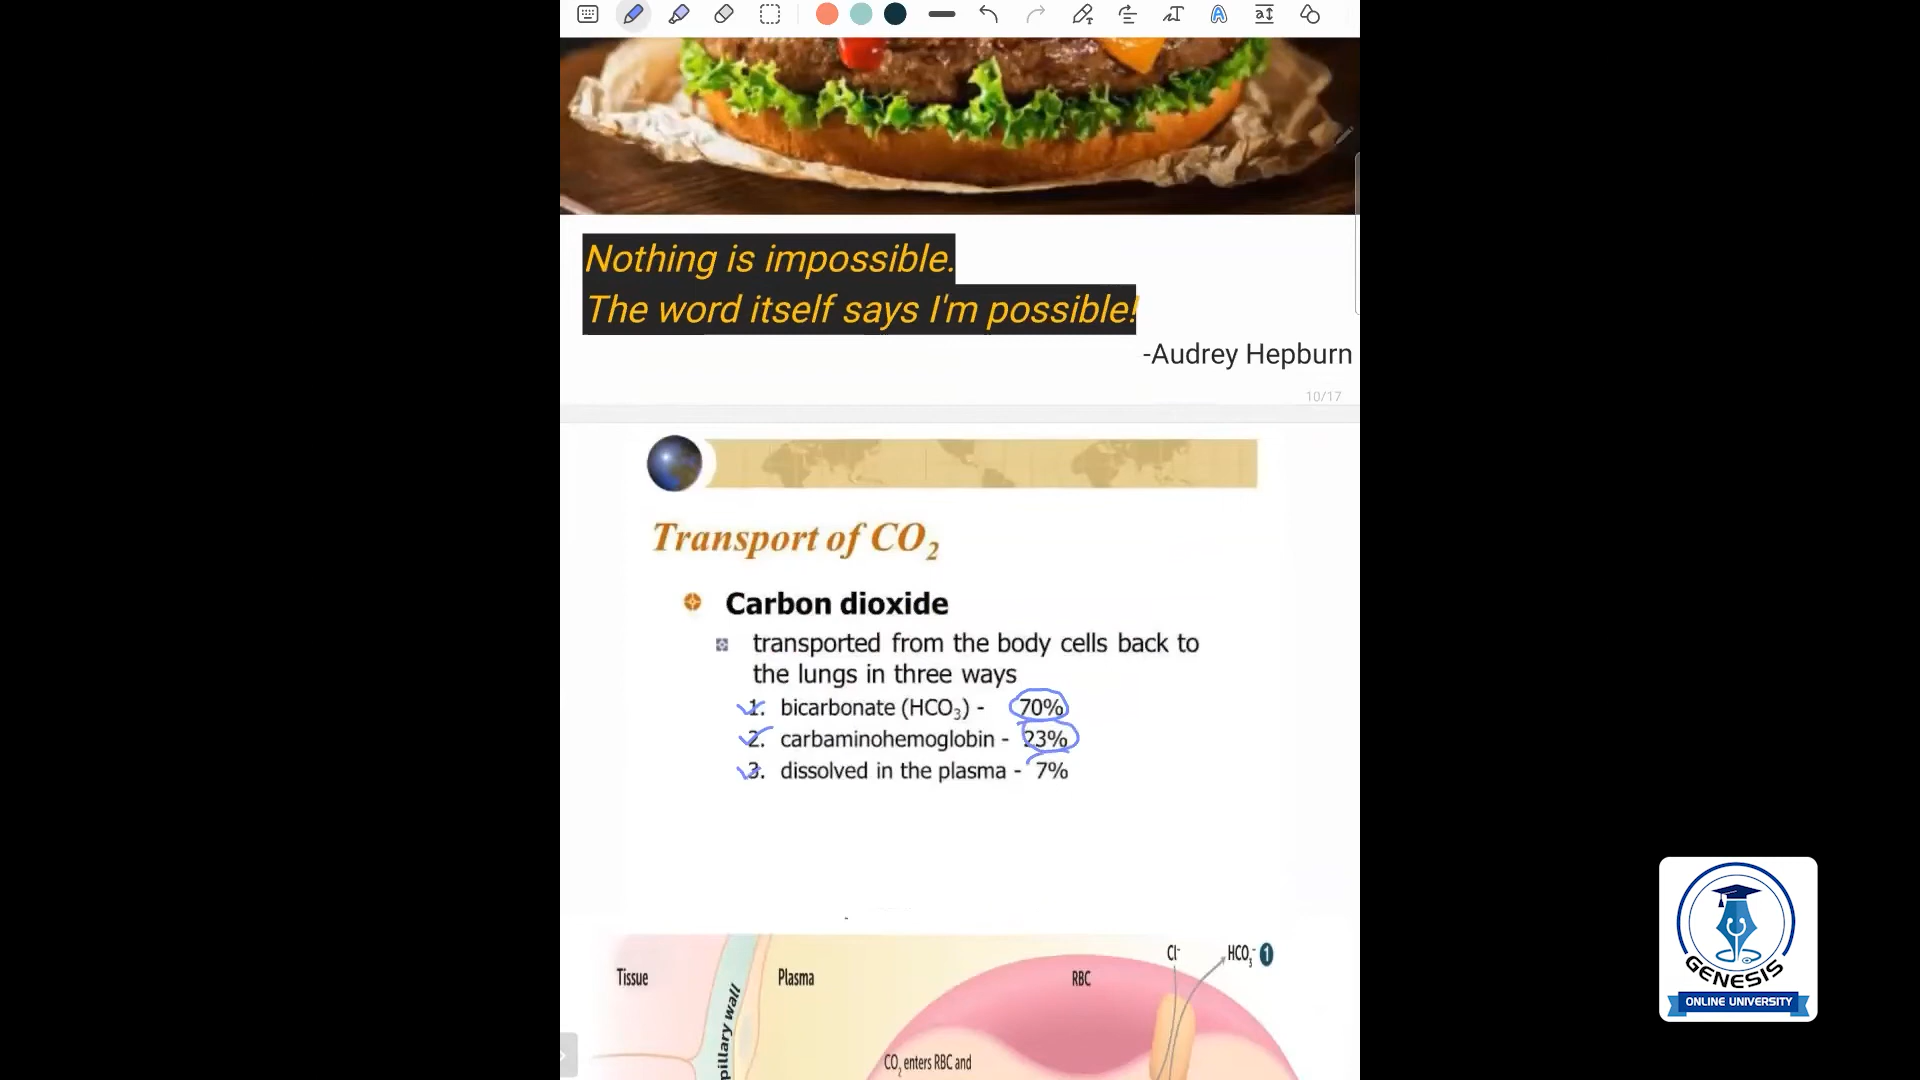 Nothing is impossible.
The word itself says I'm possible!
-Audrey Hepburn
10/17
Transport of CO₂
Carbon dioxide
transported from the body cells back to
the lungs in three ways
1. bicarbonate (HCO₃) - 70%
2. carbaminohemoglobin - 23%
3. dissolved in the plasma - 7%
Tissue
pillary wall
Plasma
RBC
Cl⁻
HCO₃⁻ 1
CO₂ enters RBC and
GENESIS
ONLINE UNIVERSITY